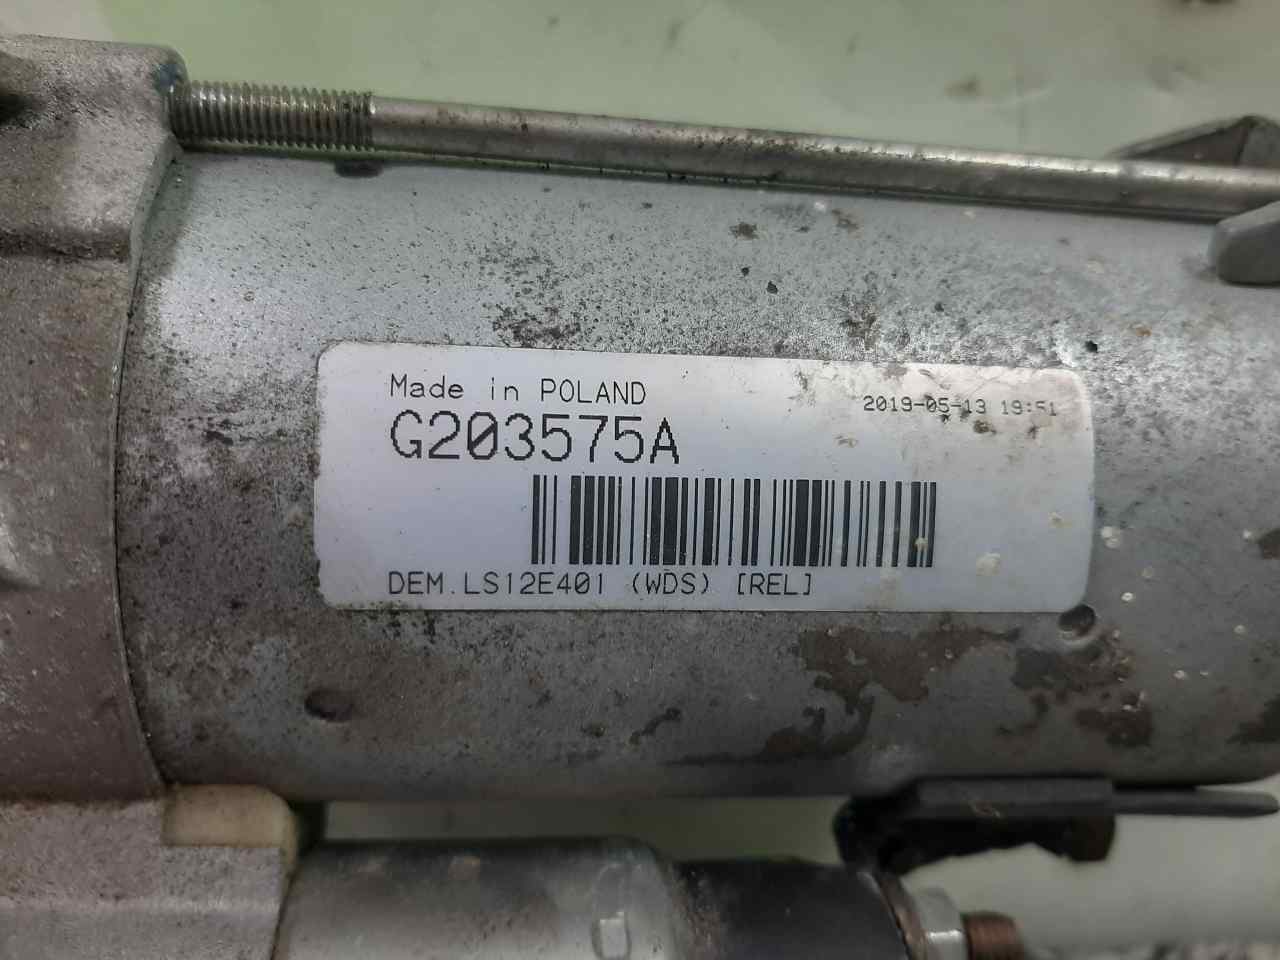 Made in POLAND
2019-05-13 19:51
G203575A
DEM.LS12E401 (WDS) [REL]